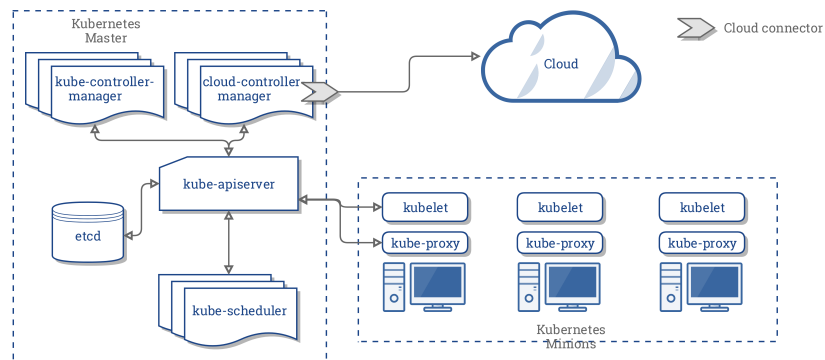 Kubernetes
Master
Cloud connector
kube-controller-
manager
cloud-controller
manager
Cloud
kube-apiserver
etcd
kubelet
kubelet
kubelet
kube-proxy
kube-proxy
kube-proxy
kube-scheduler
Kubernetes
Minions